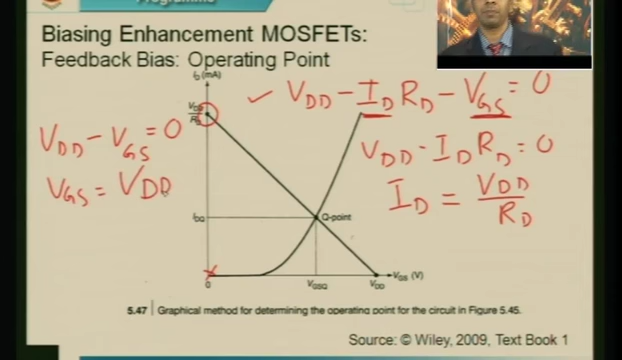 Programme
Biasing Enhancement MOSFETs:
Feedback Bias: Operating Point
I_D (mA)
V_DD - I_D R_D - V_GS = 0
V_DD
R_D
V_DD - V_GS = 0
V_GS = V_DD
V_DD - I_D R_D = 0
I_D = V_DD / R_D
I_DQ
Q-point
0
V_GSQ
V_DD
V_GS (V)
5.47 | Graphical method for determining the operating point for the circuit in Figure 5.45.
Source: © Wiley, 2009, Text Book 1